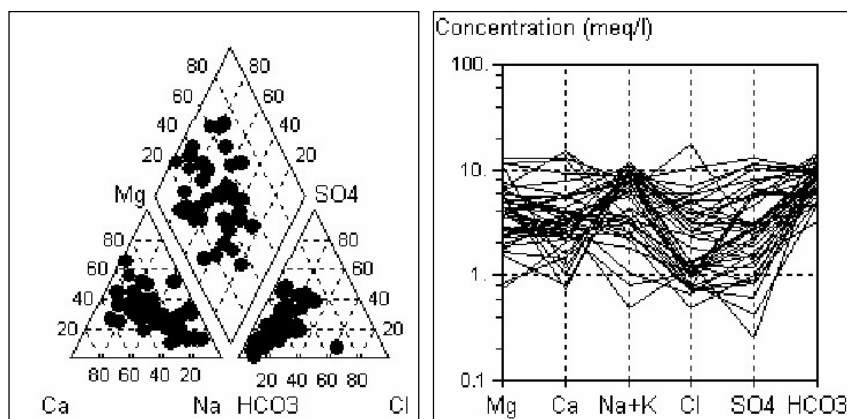 Concentration (meq/l)
80 80
60 60
40 40
20 20
Mg SO4
80 80
60 60
40 40
20 20
80 60 40 20 20 40 60 80
Ca Na HCO3 Cl
100.
10.
1.
0.1
Mg Ca Na+K Cl SO4 HCO3